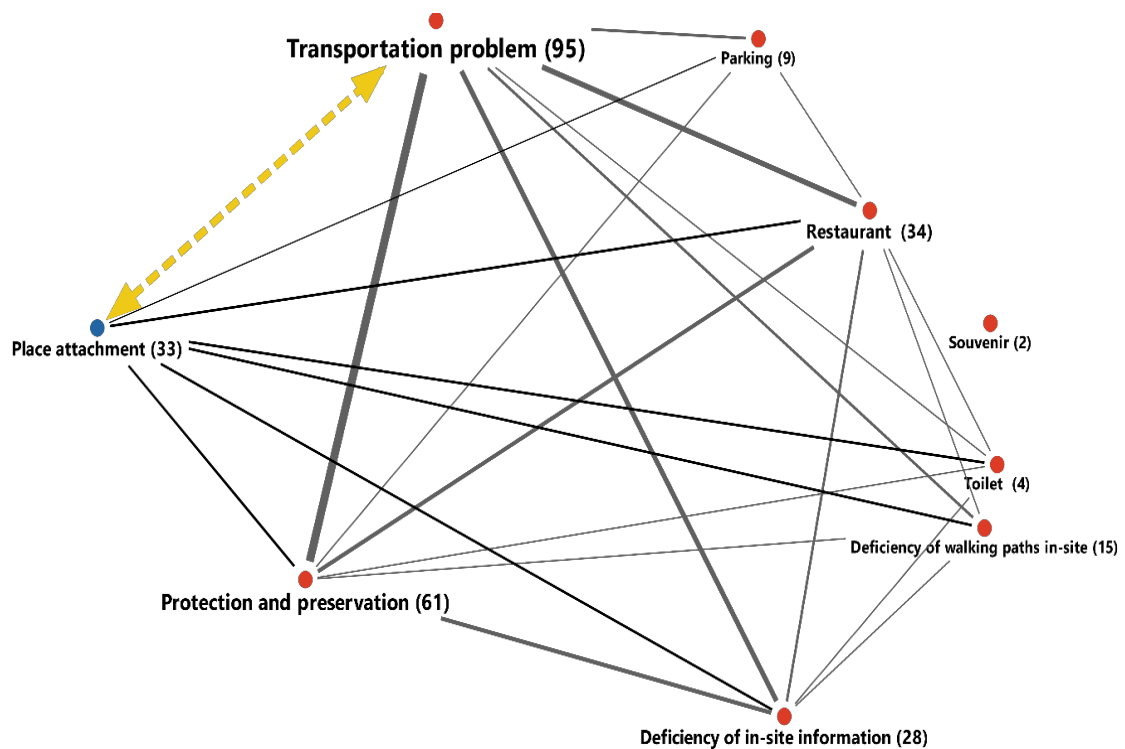 Transportation problem (95)
Parking (9)
Restaurant (34)
Souvenir (2)
Place attachment (33)
Toilet (4)
Deficiency of walking paths in-site (15)
Protection and preservation (61)
Deficiency of in-site information (28)